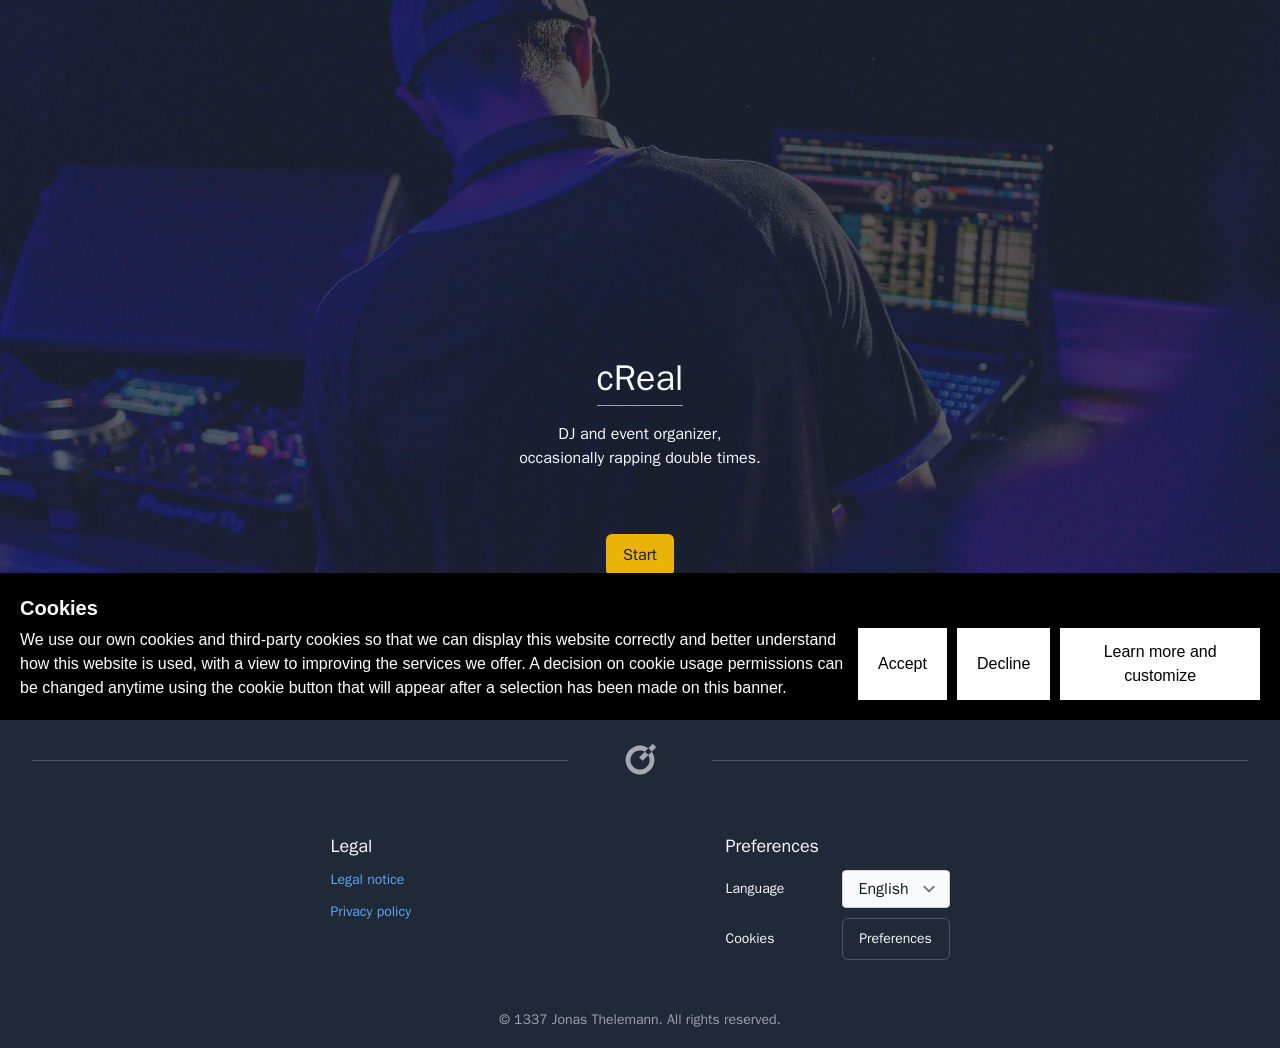 cReal
DJ and event organizer,
occasionally rapping double times.
Pioneer Dj
Start
Cookies
We use our own cookies and third-party cookies so that we can display this website correctly and better understand
how this website is used, with a view to improving the services we offer. A decision on cookie usage permissions can
be changed anytime using the cookie button that will appear after a selection has been made on this banner.
Accept
Decline
Learn more and
customize
Legal
Legal notice
Privacy policy
Preferences
Language
English
Cookies
Preferences
© 1337 Jonas Thelemann. All rights reserved.